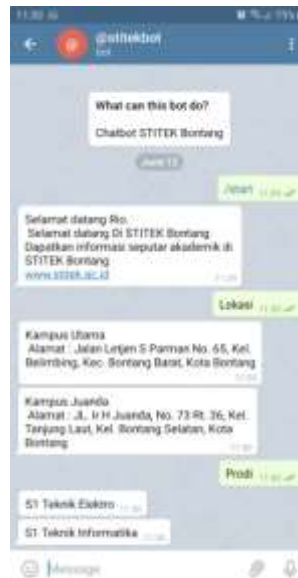 @stitekbot
bot
What can this bot do?
Chatbot STITEK Bontang
/start
Selamat datang Rio.
Selamat datang Di STITEK Bontang
Dapatkan informasi seputar akademik di
STITEK Bontang
www.stitek.ac.id
Lokasi
Kampus Utama
Alamat : Jalan Letjen S Parman No. 65, Kel.
Belimbing, Kec. Bontang Barat, Kota Bontang
Kampus Juanda
Alamat : JL. Ir H Juanda, No. 73 Rt. 36, Kel.
Tanjung Laut, Kel. Bontang Selatan, Kota
Bontang
Prodi
S1 Teknik Elektro
S1 Teknik Informatika
Message